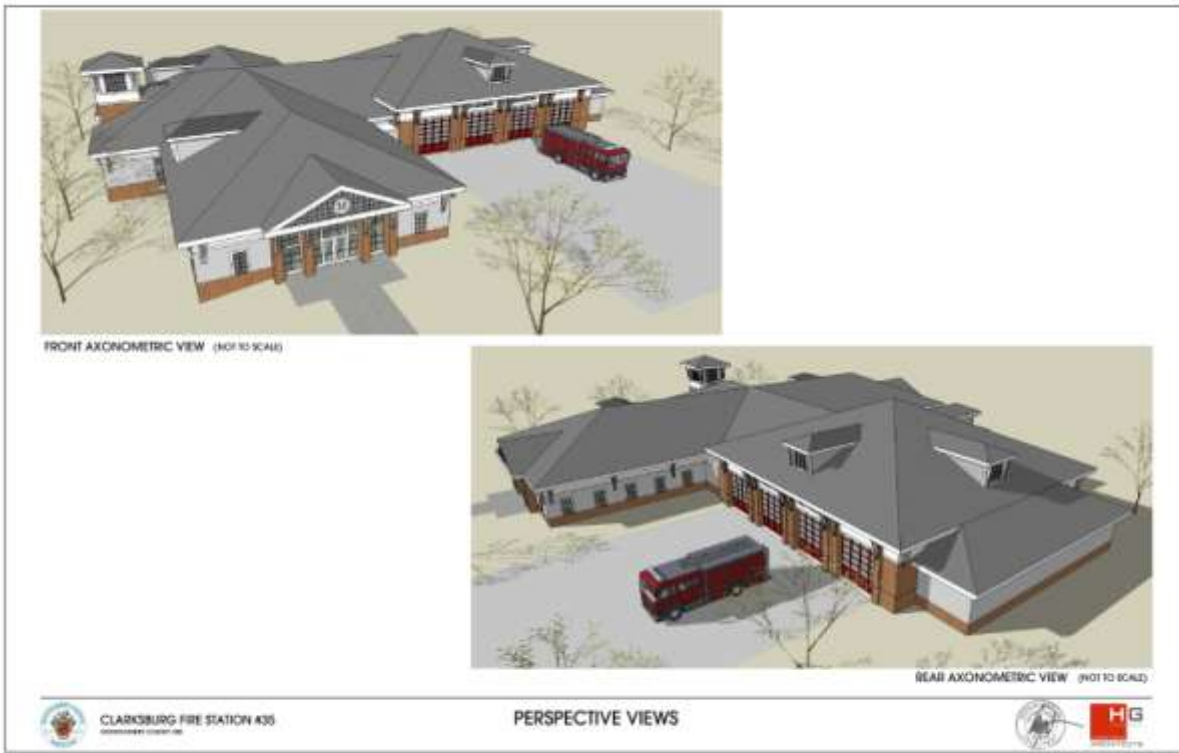 FRONT AXONOMETRIC VIEW (NOT TO SCALE)
REAR AXONOMETRIC VIEW (NOT TO SCALE)
CLARKSBURG FIRE STATION #35
PERSPECTIVE VIEWS
HG
ARCHITECTS